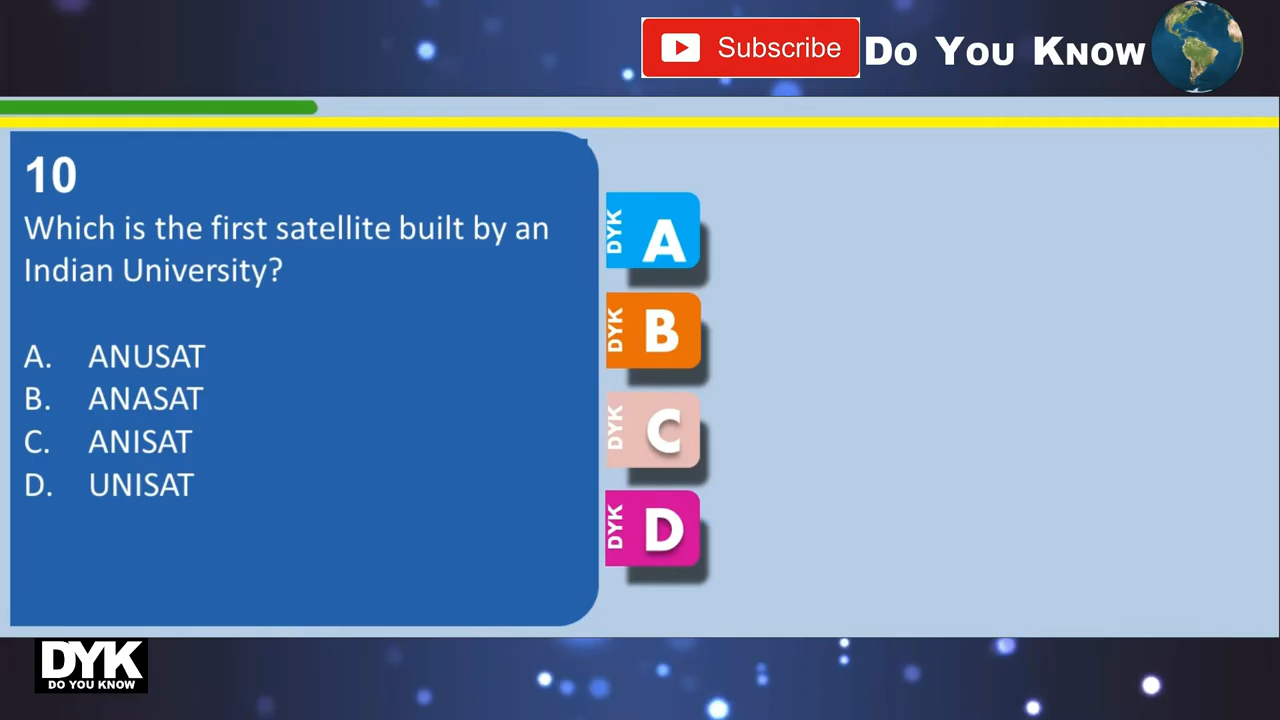 Subscribe Do You Know
10
Which is the first satellite built by an
Indian University?
A. ANUSAT
B. ANASAT
C. ANISAT
D. UNISAT
DYK A
DYK B
DYK C
DYK D
DYK
DO YOU KNOW